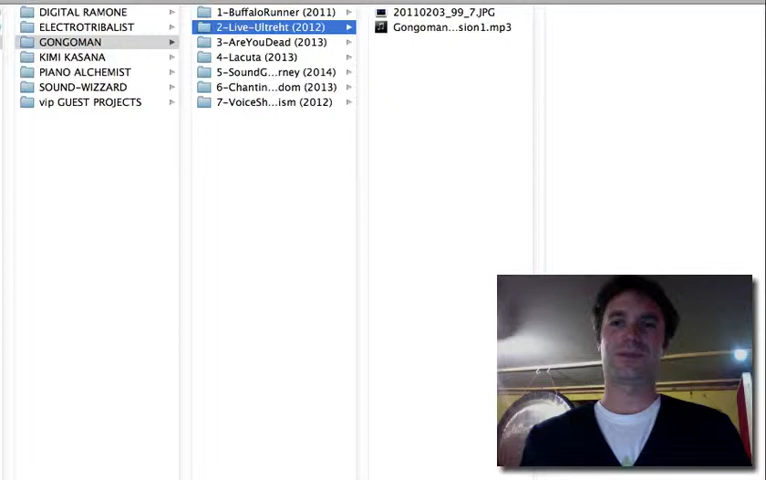 DIGITAL RAMONE
ELECTROTRIBALIST
GONGOMAN
KIMI KASANA
PIANO ALCHEMIST
SOUND-WIZZARD
vip GUEST PROJECTS
1-BuffaloRunner (2011)
2-Live-Ultreht (2012)
3-AreYouDead (2013)
4-Lacuta (2013)
5-SoundG...rney (2014)
6-Chantin...dom (2013)
7-VoiceSh...ism (2012)
20110203_99_7.JPG
Gongoman...sion1.mp3